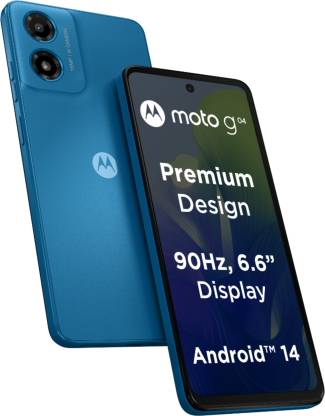 moto g04
Premium
Design
90Hz, 6.6”
Display
Android™ 14